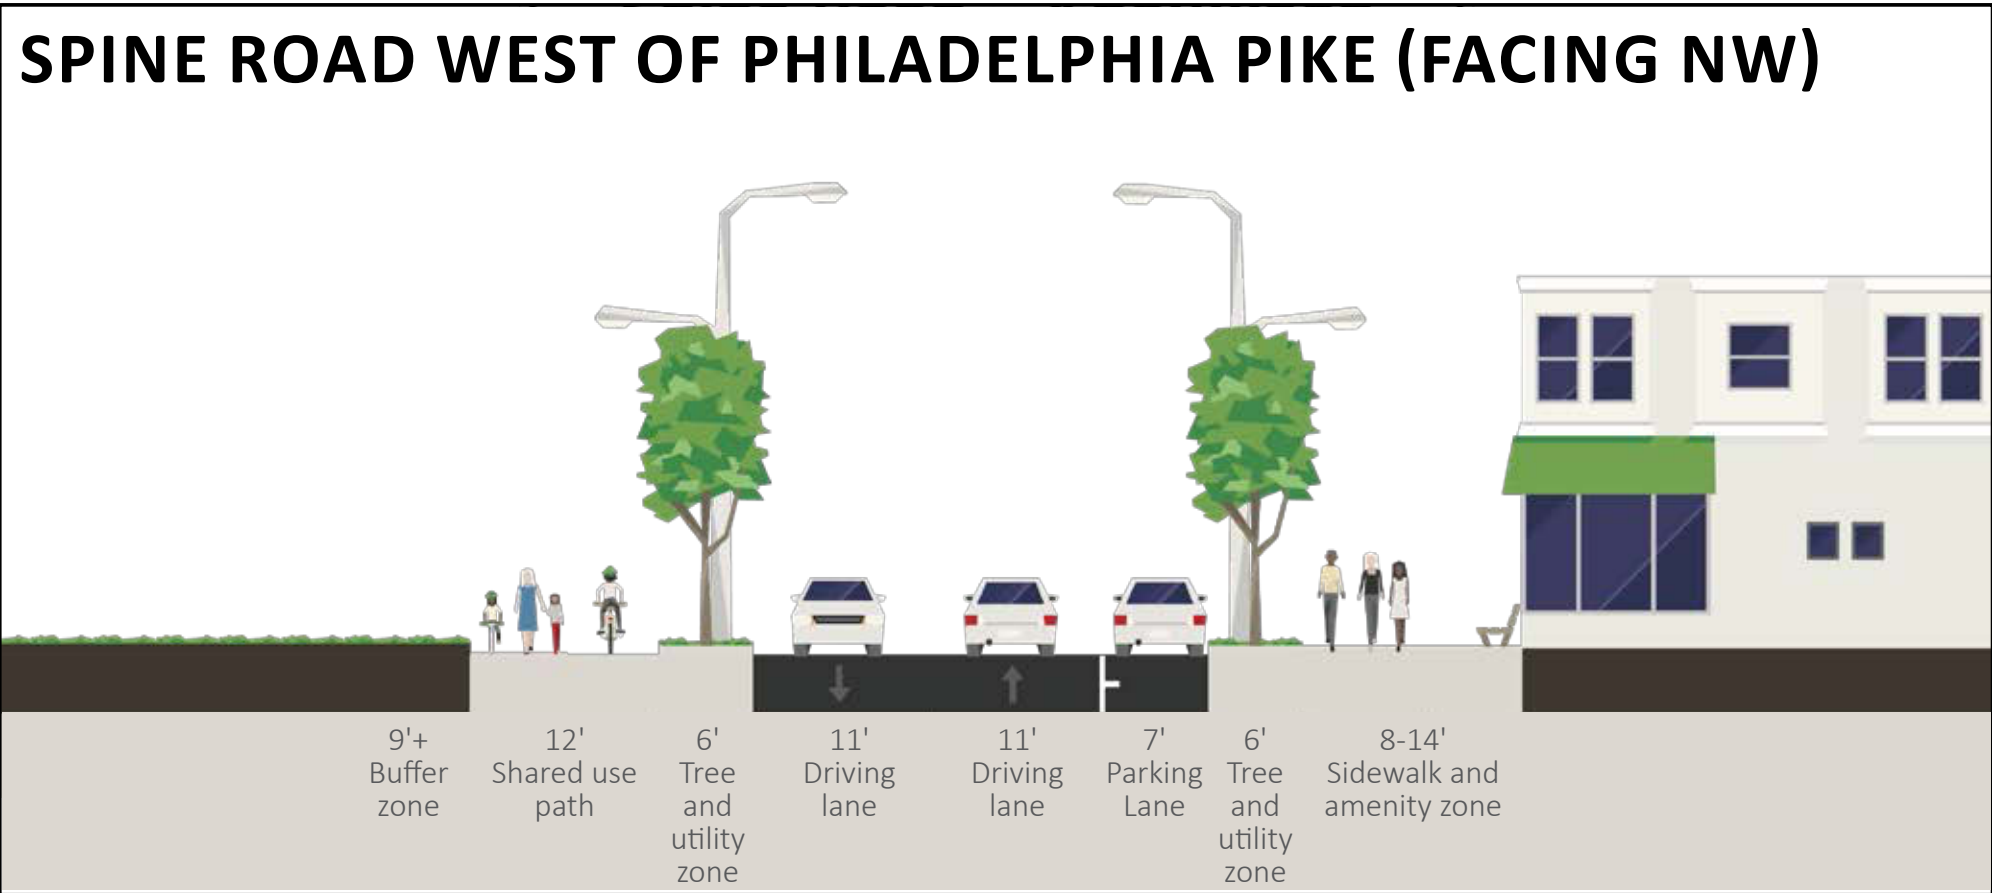 SPINE ROAD WEST OF PHILADELPHIA PIKE (FACING NW)
9'+
Buffer
zone
12'
Shared use
path
6'
Tree
and
utility
zone
11'
Driving
lane
11'
Driving
lane
7'
Parking
Lane
6'
Tree
and
utility
zone
8-14'
Sidewalk and
amenity zone